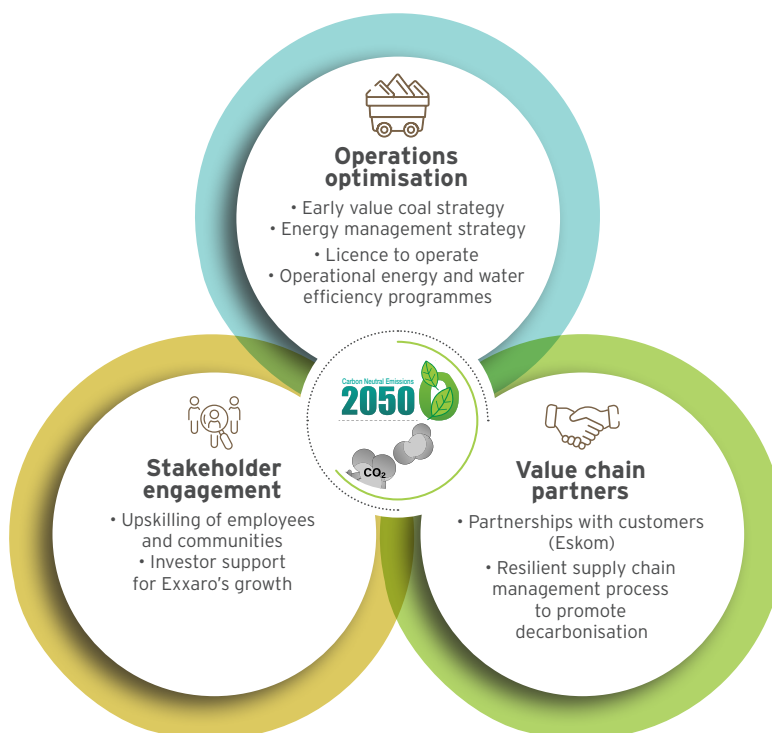 Operations
optimisation
• Early value coal strategy
• Energy management strategy
• Licence to operate
• Operational energy and water
efficiency programmes
Carbon Neutral Emissions
2050
CO₂
Stakeholder
engagement
• Upskilling of employees
and communities
• Investor support
for Exxaro’s growth
Value chain
partners
• Partnerships with customers
(Eskom)
• Resilient supply chain
management process
to promote
decarbonisation